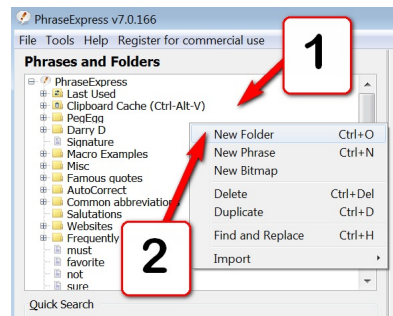 PhraseExpress v7.0.166
File Tools Help Register for commercial use
Phrases and Folders
PhraseExpress
Last Used
Clipboard Cache (Ctrl-Alt-V)
PegEgg
Darry D
Signature
Macro Examples
Misc
Famous quotes
AutoCorrect
Common abbreviations
Salutations
Websites
Frequently
must
favorite
not
sure
Quick Search
1
New Folder Ctrl+O
New Phrase Ctrl+N
New Bitmap
Delete Ctrl+Del
Duplicate Ctrl+D
Find and Replace Ctrl+H
Import
2